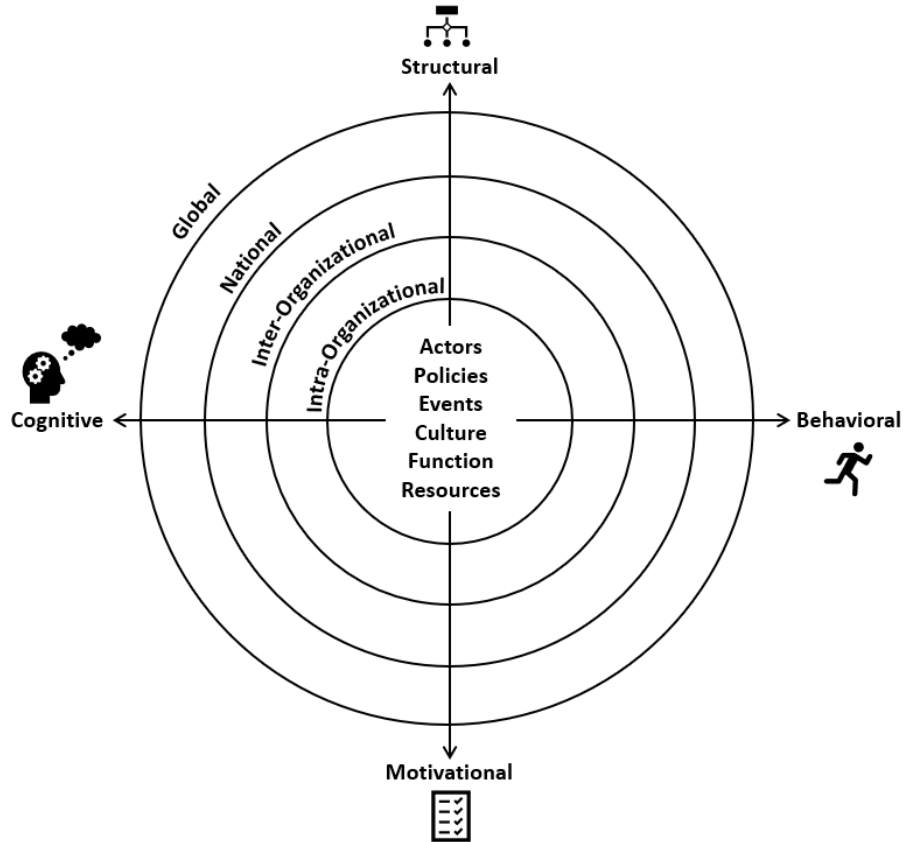 Structural
Global
National
Inter-Organizational
Intra-Organizational
Actors
Policies
Events
Culture
Function
Resources
Cognitive
Behavioral
Motivational